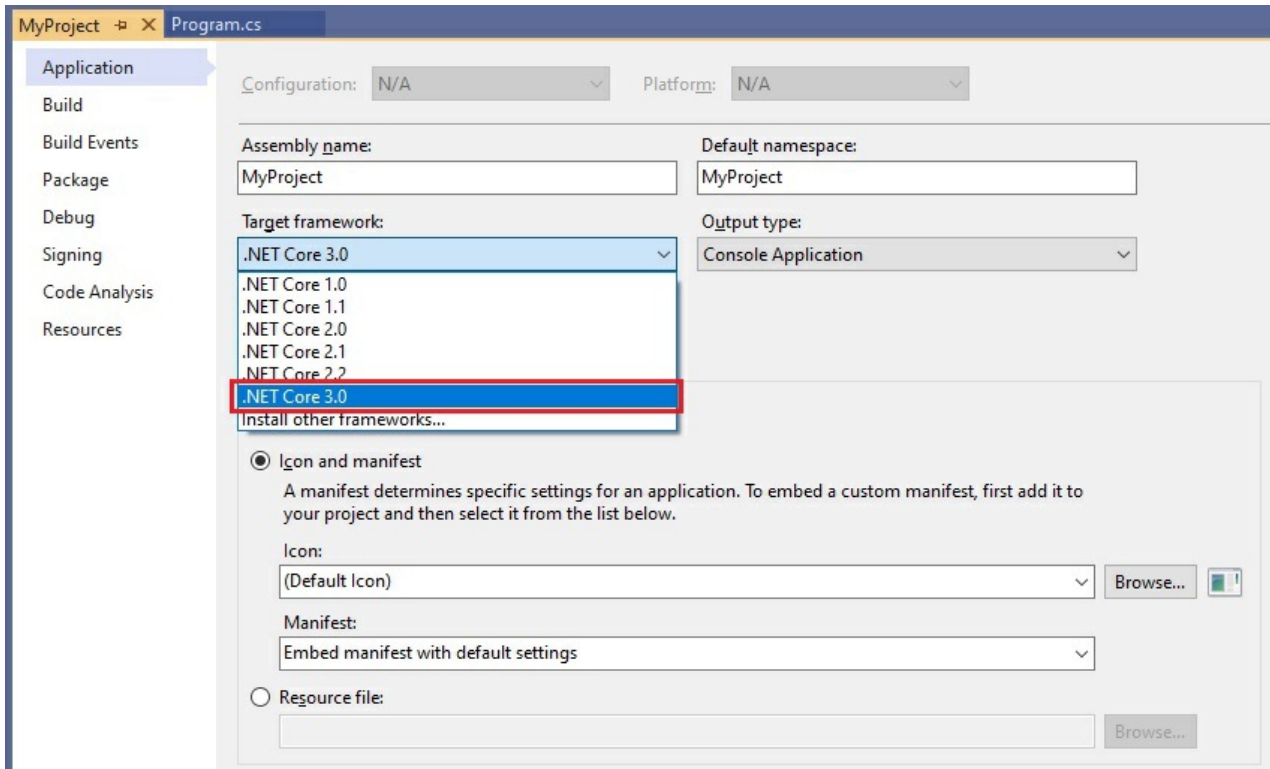 MyProject
Program.cs
Application
Build
Build Events
Package
Debug
Signing
Code Analysis
Resources
Configuration: N/A Platform: N/A
Assembly name: Default namespace:
MyProject MyProject
Target framework: Output type:
.NET Core 3.0 Console Application
.NET Core 1.0
.NET Core 1.1
.NET Core 2.0
.NET Core 2.1
.NET Core 2.2
.NET Core 3.0
Install other frameworks...
Icon and manifest
A manifest determines specific settings for an application. To embed a custom manifest, first add it to
your project and then select it from the list below.
Icon:
(Default Icon) Browse...
Manifest:
Embed manifest with default settings
Resource file:
Browse...